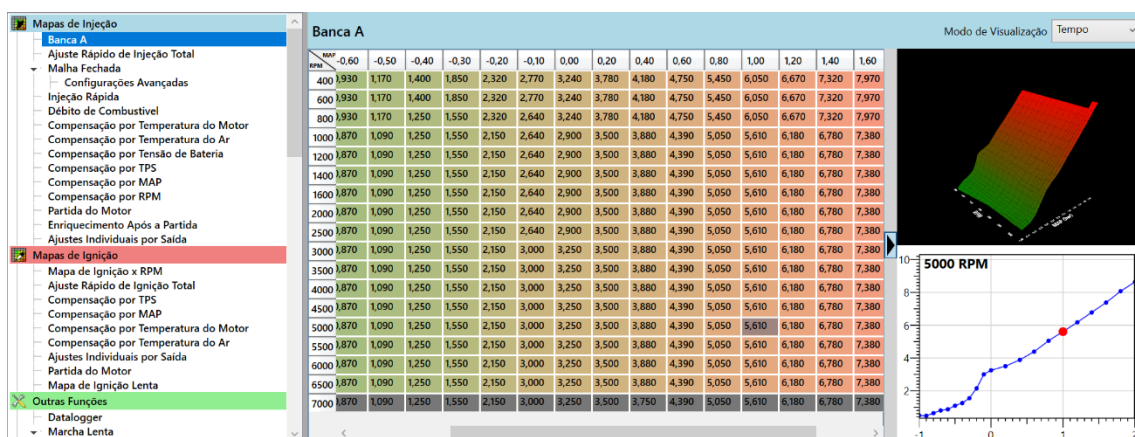 Mapas de Injeção
Banca A
Ajuste Rápido de Injeção Total
Malha Fechada
Configurações Avançadas
Injeção Rápida
Débito de Combustivel
Compensação por Temperatura do Motor
Compensação por Temperatura do Ar
Compensação por Tensão de Bateria
Compensação por TPS
Compensação por MAP
Compensação por RPM
Partida do Motor
Enriquecimento Após a Partida
Ajustes Individuais por Saída
Mapas de Ignição
Mapa de Ignição x RPM
Ajuste Rápido de Ignição Total
Compensação por TPS
Compensação por MAP
Compensação por Temperatura do Motor
Compensação por Temperatura do Ar
Ajustes Individuais por Saída
Partida do Motor
Mapa de Ignição Lenta
Outras Funções
Datalogger
Marcha Lenta
Banca A
Modo de Visualização Tempo
MAP RPM -0,60 -0,50 -0,40 -0,30 -0,20 -0,10 0,00 0,20 0,40 0,60 0,80 1,00 1,20 1,40 1,60
400 ,930 1,170 1,400 1,850 2,320 2,770 3,240 3,780 4,180 4,750 5,450 6,050 6,670 7,320 7,970
600 ,930 1,170 1,400 1,850 2,320 2,770 3,240 3,780 4,180 4,750 5,450 6,050 6,670 7,320 7,970
800 ,930 1,170 1,250 1,550 2,320 2,640 3,240 3,780 4,180 4,750 5,450 6,050 6,670 7,320 7,970
1000 ,870 1,090 1,250 1,550 2,150 2,640 2,900 3,500 3,880 4,390 5,050 5,610 6,180 6,780 7,380
1200 ,870 1,090 1,250 1,550 2,150 2,640 2,900 3,500 3,880 4,390 5,050 5,610 6,180 6,780 7,380
1400 ,870 1,090 1,250 1,550 2,150 2,640 2,900 3,500 3,880 4,390 5,050 5,610 6,180 6,780 7,380
1600 ,870 1,090 1,250 1,550 2,150 2,640 2,900 3,500 3,880 4,390 5,050 5,610 6,180 6,780 7,380
2000 ,870 1,090 1,250 1,550 2,150 2,640 2,900 3,500 3,880 4,390 5,050 5,610 6,180 6,780 7,380
2500 ,870 1,090 1,250 1,550 2,150 2,640 2,900 3,500 3,880 4,390 5,050 5,610 6,180 6,780 7,380
3000 ,870 1,090 1,250 1,550 2,150 3,000 3,250 3,500 3,880 4,390 5,050 5,610 6,180 6,780 7,380
3500 ,870 1,090 1,250 1,550 2,150 3,000 3,250 3,500 3,880 4,390 5,050 5,610 6,180 6,780 7,380
4000 ,870 1,090 1,250 1,550 2,150 3,000 3,250 3,500 3,880 4,390 5,050 5,610 6,180 6,780 7,380
4500 ,870 1,090 1,250 1,550 2,150 3,000 3,250 3,500 3,880 4,390 5,050 5,610 6,180 6,780 7,380
5000 ,870 1,090 1,250 1,550 2,150 3,000 3,250 3,500 3,880 4,390 5,050 5,610 6,180 6,780 7,380
5500 ,870 1,090 1,250 1,550 2,150 3,000 3,250 3,500 3,880 4,390 5,050 5,610 6,180 6,780 7,380
6000 ,870 1,090 1,250 1,550 2,150 3,000 3,250 3,500 3,880 4,390 5,050 5,610 6,180 6,780 7,380
6500 ,870 1,090 1,250 1,550 2,150 3,000 3,250 3,500 3,880 4,390 5,050 5,610 6,180 6,780 7,380
7000 ,870 1,090 1,250 1,550 2,150 3,000 3,250 3,500 3,750 4,390 5,050 5,610 6,180 6,780 7,380
5000 RPM
10
8
6
4
2
-1 0 1 2